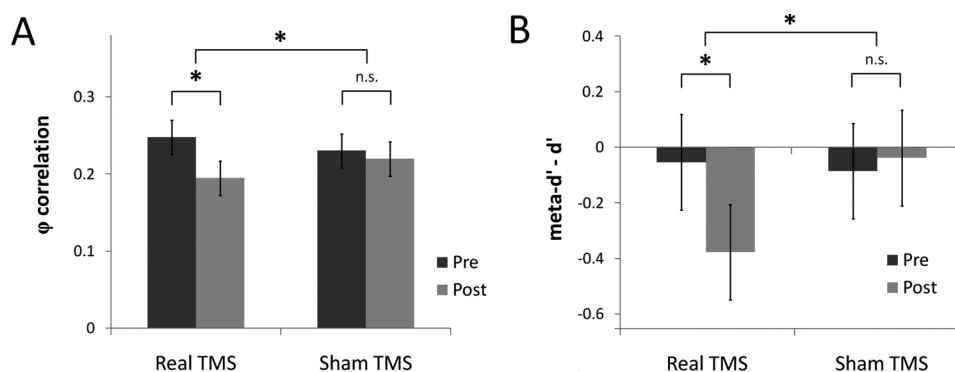 A
φ correlation
0.3
0.2
0.1
0
*
*
n.s.
Pre
Post
Real TMS
Sham TMS
B
meta-d' - d'
0.4
0.2
0
-0.2
-0.4
-0.6
*
*
n.s.
Pre
Post
Real TMS
Sham TMS